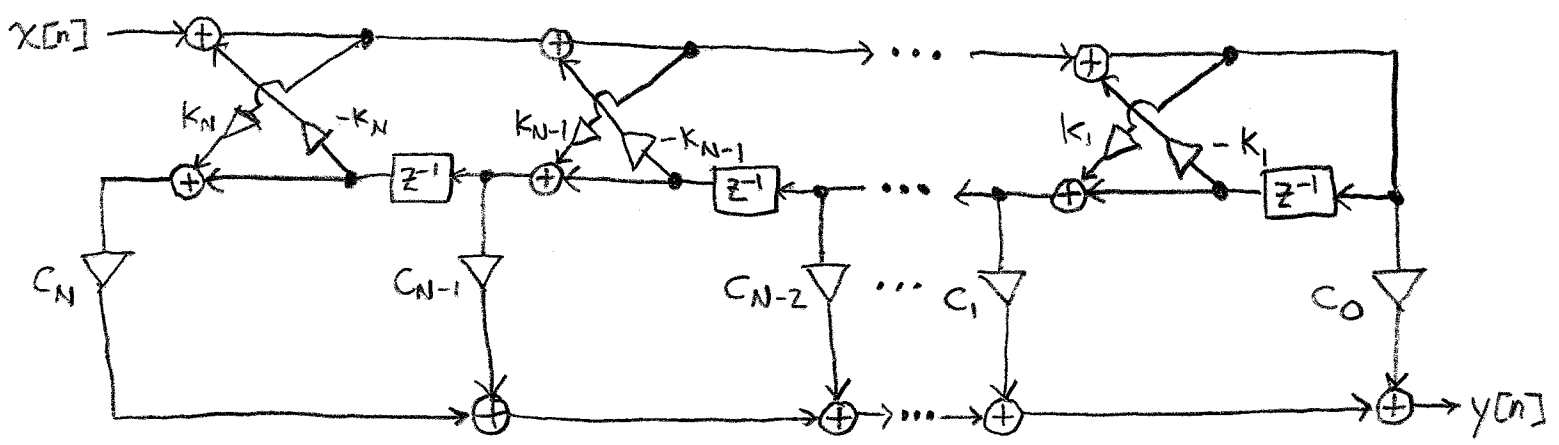 x[n] + + ... +
K_N -K_N K_{N-1} -K_{N-1} K_1 -K_1
+ z^{-1} + z^{-1} ... + z^{-1}
C_N C_{N-1} C_{N-2} ... C_1 C_0
+ + ... + + y[n]